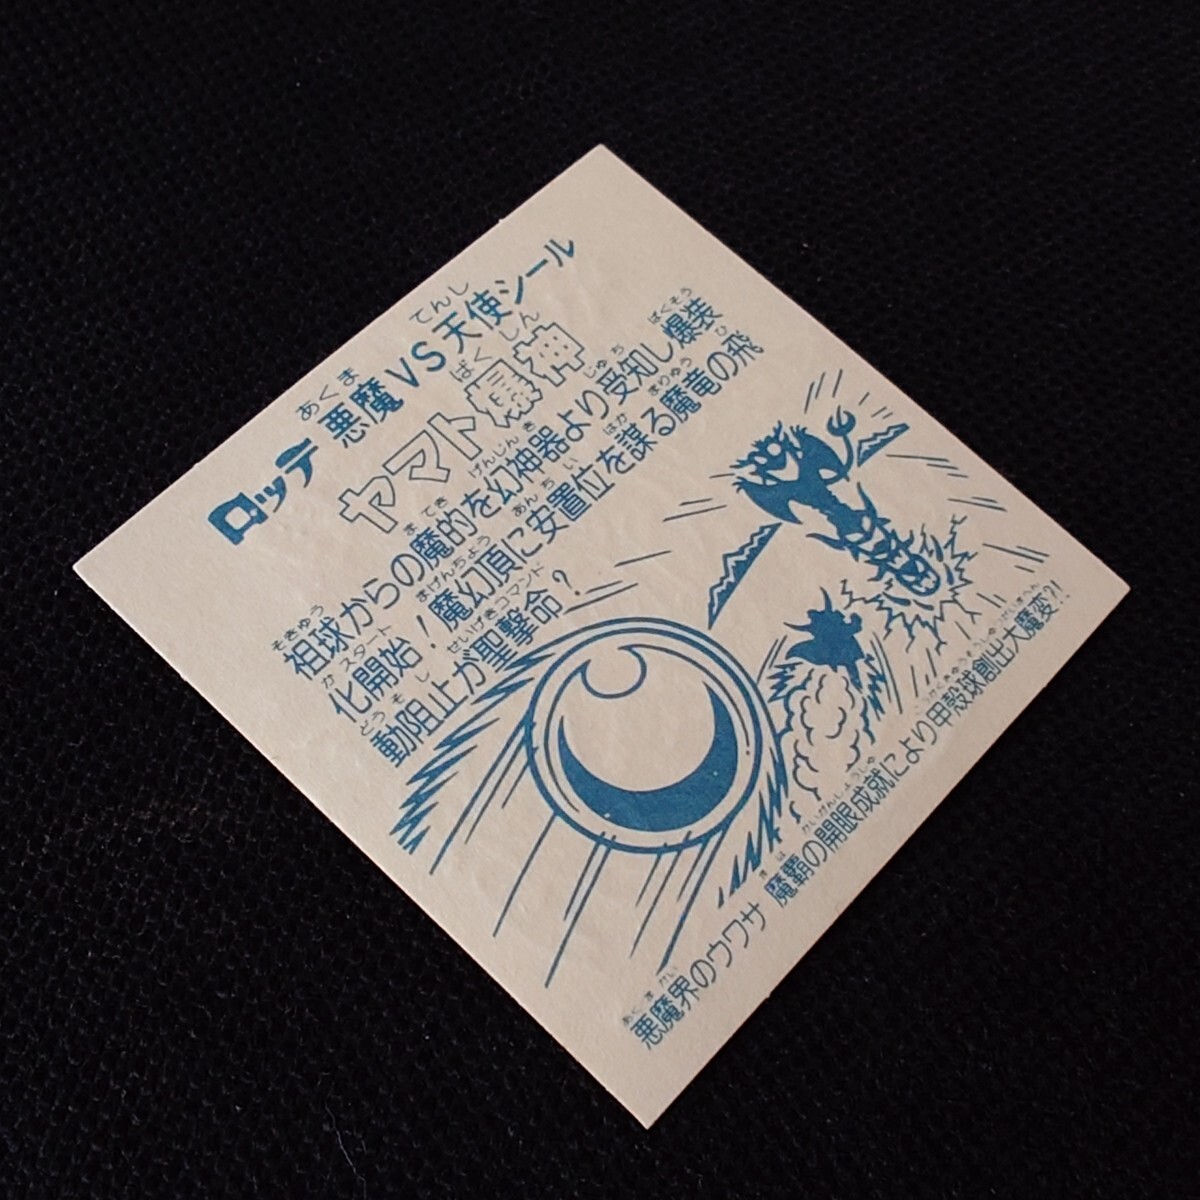 ロッテ 悪魔VS天使シール
ヤマト爆神
祖球からの魔的を幻神器より受知し爆装
化開始！魔幻頂に安置位を謀る魔竜の飛
動阻止が聖撃命？
悪魔界のウワサ 魔覇の開眼成就により甲殻球創出大魔変?!